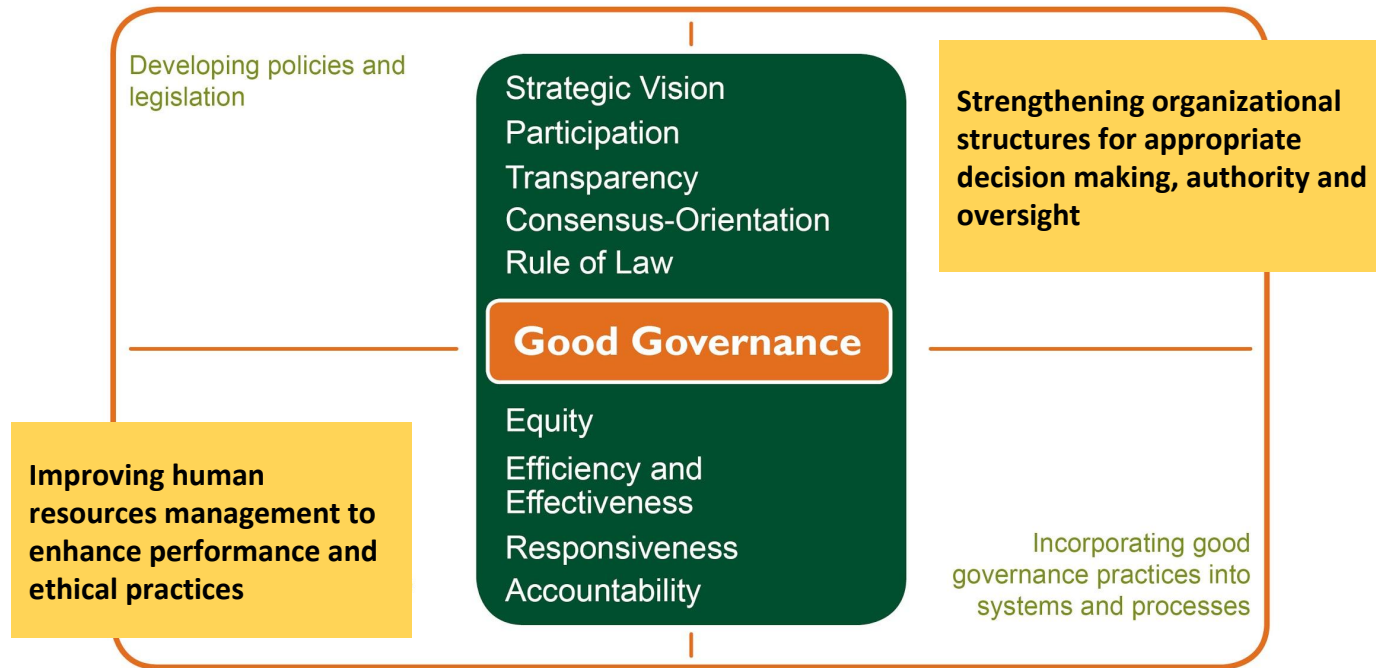 Developing policies and
legislation
Strategic Vision
Participation
Transparency
Consensus-Orientation
Rule of Law
Strengthening organizational
structures for appropriate
decision making, authority and
oversight
Good Governance
Improving human
resources management to
enhance performance and
ethical practices
Equity
Efficiency and
Effectiveness
Responsiveness
Accountability
Incorporating good
governance practices into
systems and processes